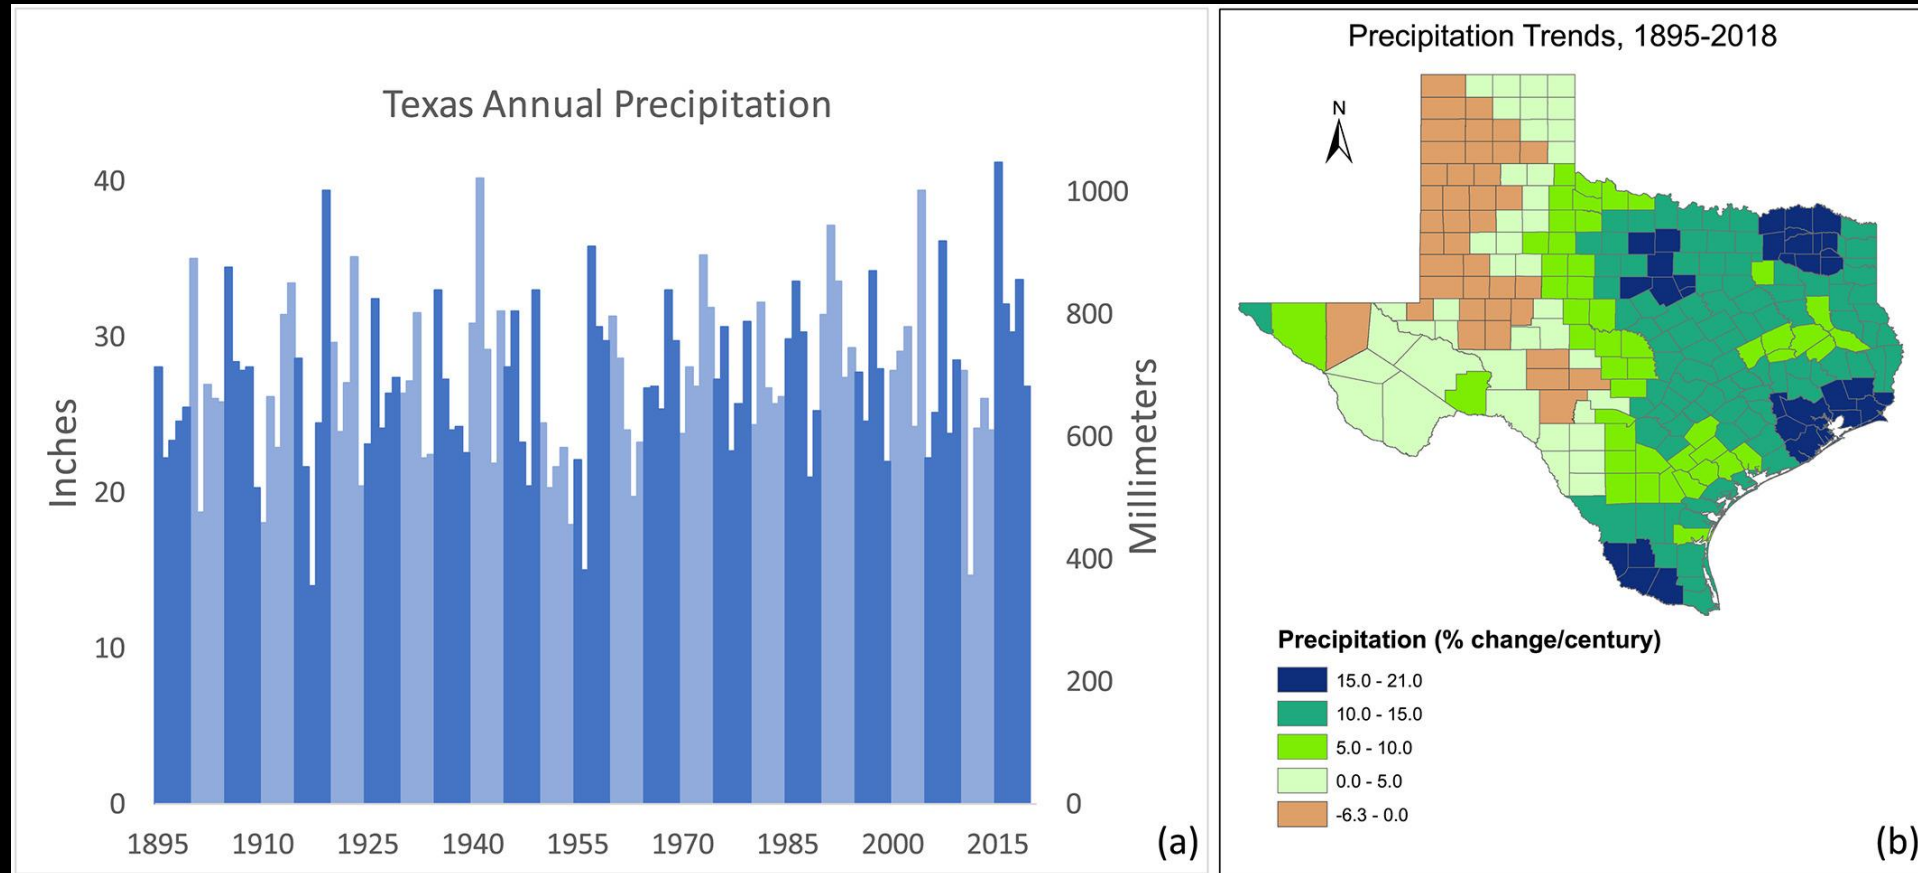 Texas Annual Precipitation
Inches
40
30
20
10
0
1000
800
600
400
200
0
Millimeters
1895 1910 1925 1940 1955 1970 1985 2000 2015
(a)
Precipitation Trends, 1895-2018
N
Precipitation (% change/century)
15.0 - 21.0
10.0 - 15.0
5.0 - 10.0
0.0 - 5.0
-6.3 - 0.0
(b)